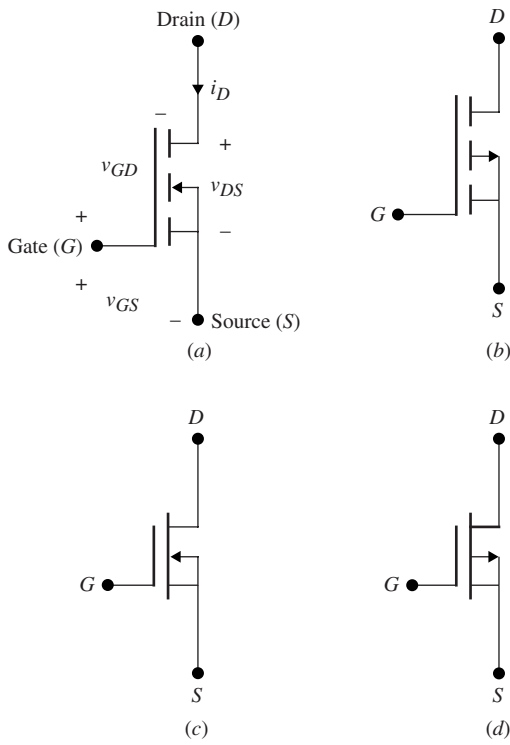 Drain (D)
D
i_D
–
+
v_GD
v_DS
+
–
G
Gate (G)
+
v_GS
– Source (S)
S
(a)
(b)
D
D
G
G
S
S
(c)
(d)